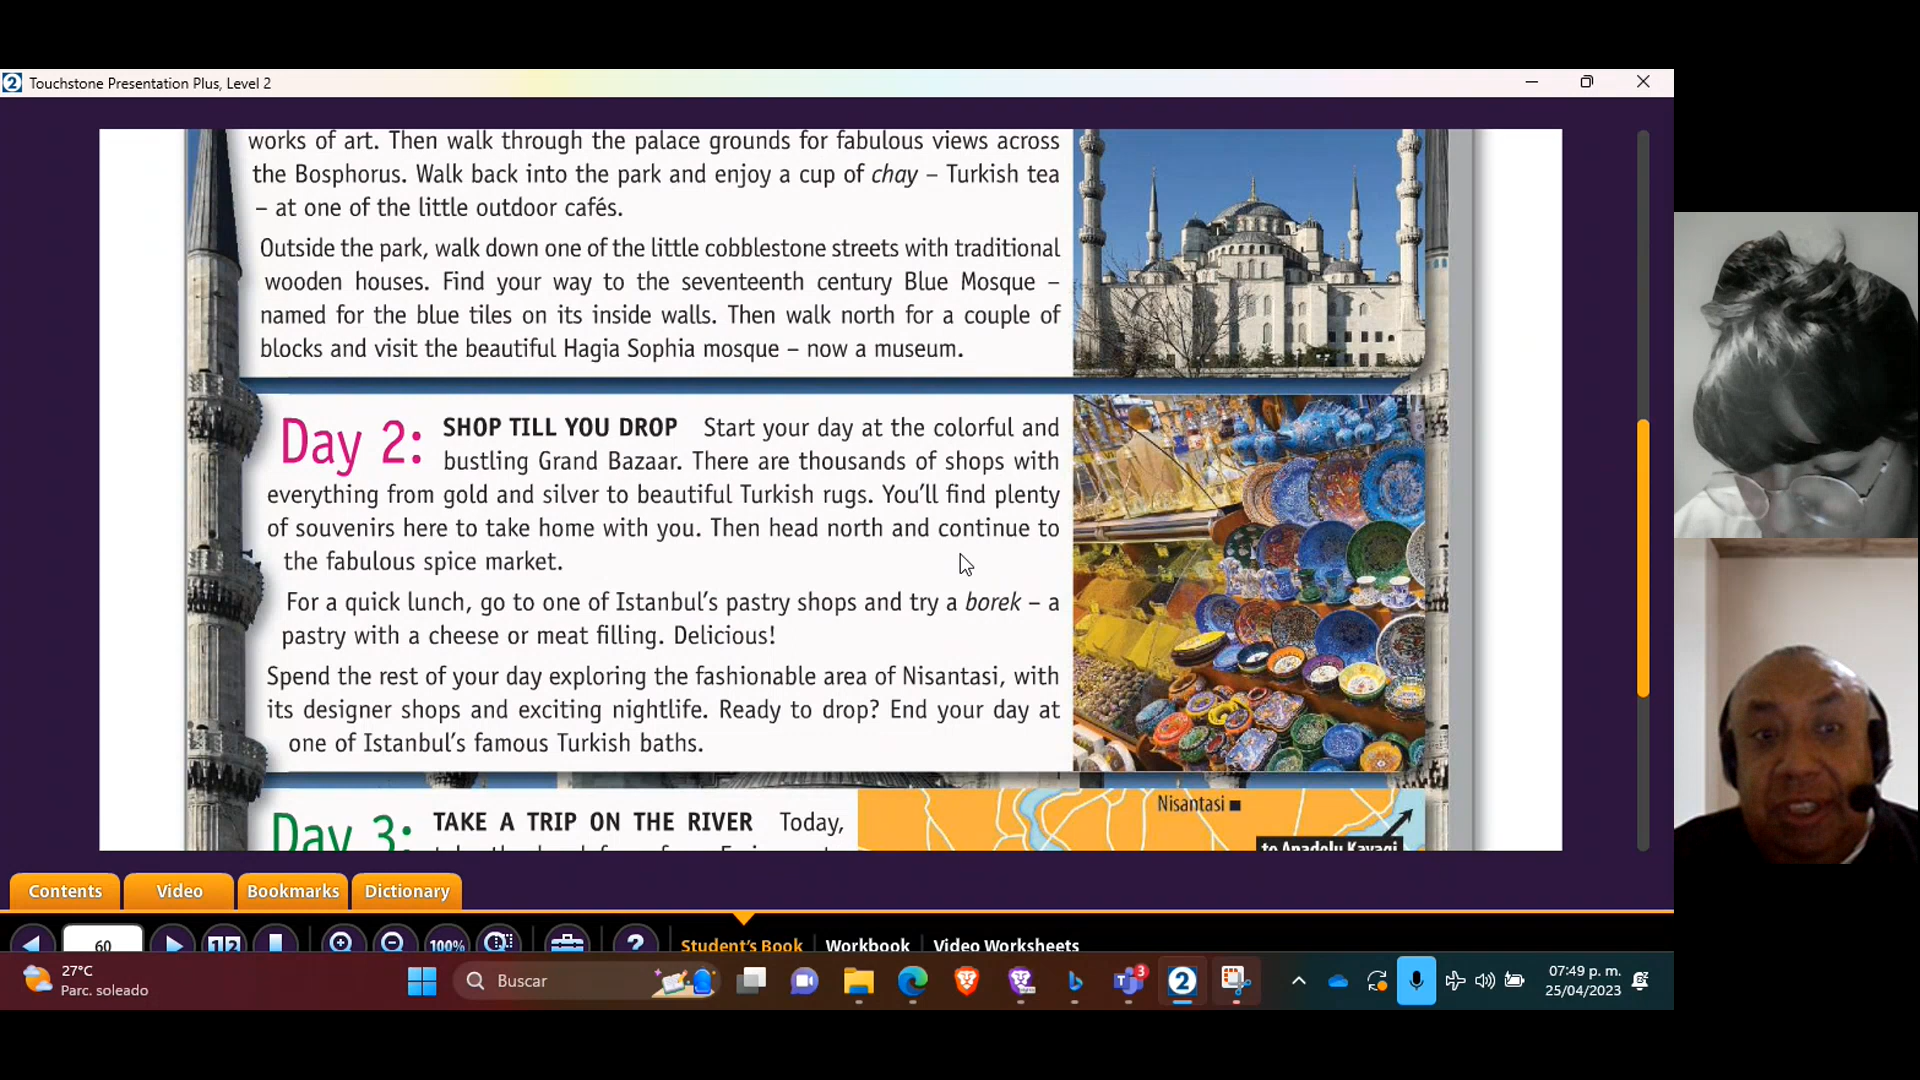 Touchstone Presentation Plus, Level 2
works of art. Then walk through the palace grounds for fabulous views across
the Bosphorus. Walk back into the park and enjoy a cup of chay – Turkish tea
– at one of the little outdoor cafés.
Outside the park, walk down one of the little cobblestone streets with traditional
wooden houses. Find your way to the seventeenth century Blue Mosque –
named for the blue tiles on its inside walls. Then walk north for a couple of
blocks and visit the beautiful Hagia Sophia mosque – now a museum.
Day 2: SHOP TILL YOU DROP Start your day at the colorful and
bustling Grand Bazaar. There are thousands of shops with
everything from gold and silver to beautiful Turkish rugs. You'll find plenty
of souvenirs here to take home with you. Then head north and continue to
the fabulous spice market.
For a quick lunch, go to one of Istanbul's pastry shops and try a borek – a
pastry with a cheese or meat filling. Delicious!
Spend the rest of your day exploring the fashionable area of Nisantasi, with
its designer shops and exciting nightlife. Ready to drop? End your day at
one of Istanbul's famous Turkish baths.
Day 3: TAKE A TRIP ON THE RIVER Today,
Nisantasi
to Anadolu Kavagi
Contents Video Bookmarks Dictionary
60 1 2 100% ? Student's Book Workbook Video Worksheets
27°C
Parc. soleado
Buscar
3
2
07:49 p. m.
25/04/2023